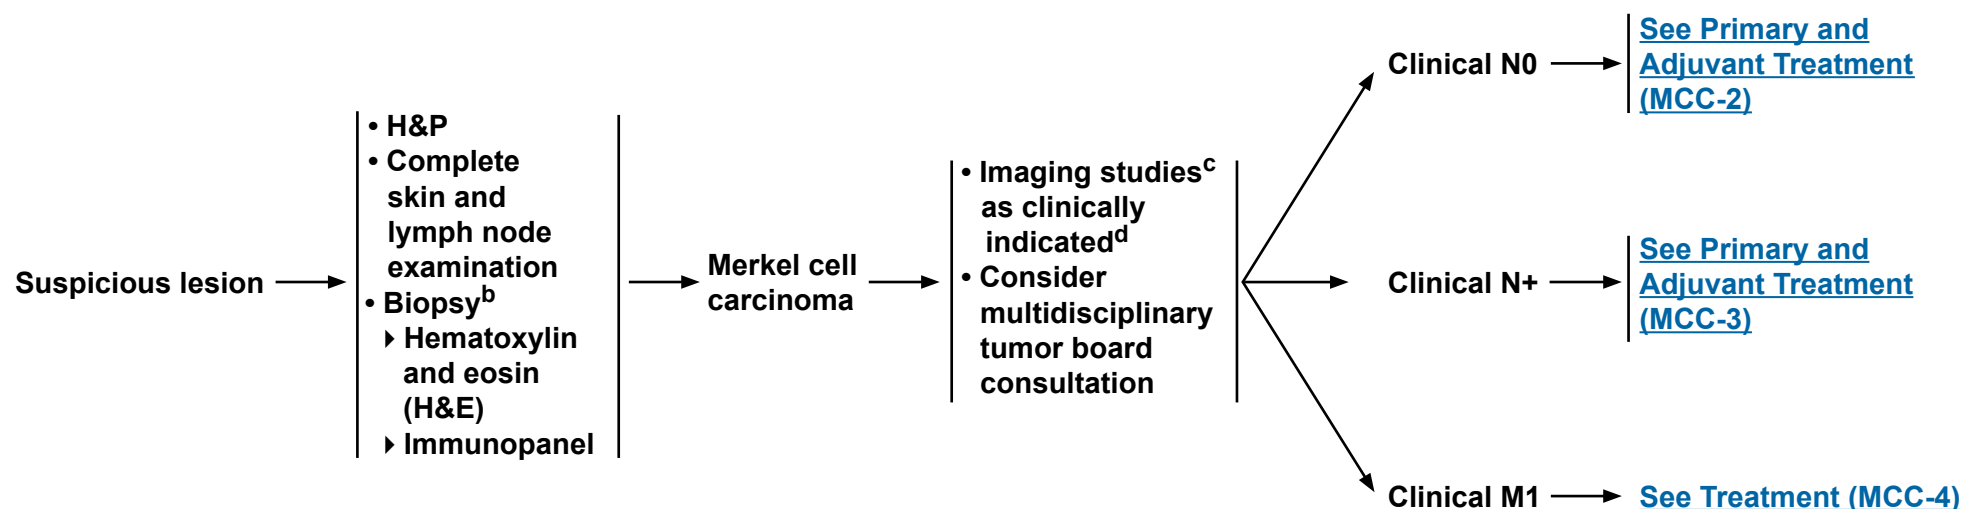 Suspicious lesion
• H&P
• Complete
skin and
lymph node
examination
• Biopsyb
▸ Hematoxylin
and eosin
(H&E)
▸ Immunopanel
Merkel cell
carcinoma
• Imaging studiesc
as clinically
indicatedd
• Consider
multidisciplinary
tumor board
consultation
Clinical N0
See Primary and
Adjuvant Treatment
(MCC-2)
Clinical N+
See Primary and
Adjuvant Treatment
(MCC-3)
Clinical M1
See Treatment (MCC-4)